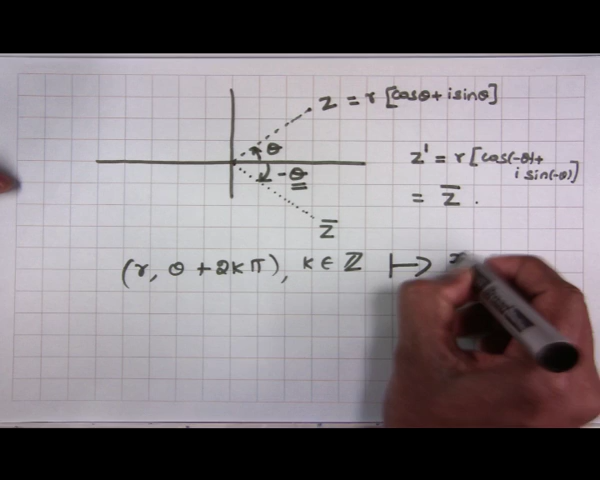 z = r [cosθ + i sinθ]
θ
z' = r [cos(-θ) +
i sin(-θ)]
-θ
= z̅ .
z̅
(r, θ + 2kπ), k ∈ ℤ ↦ r